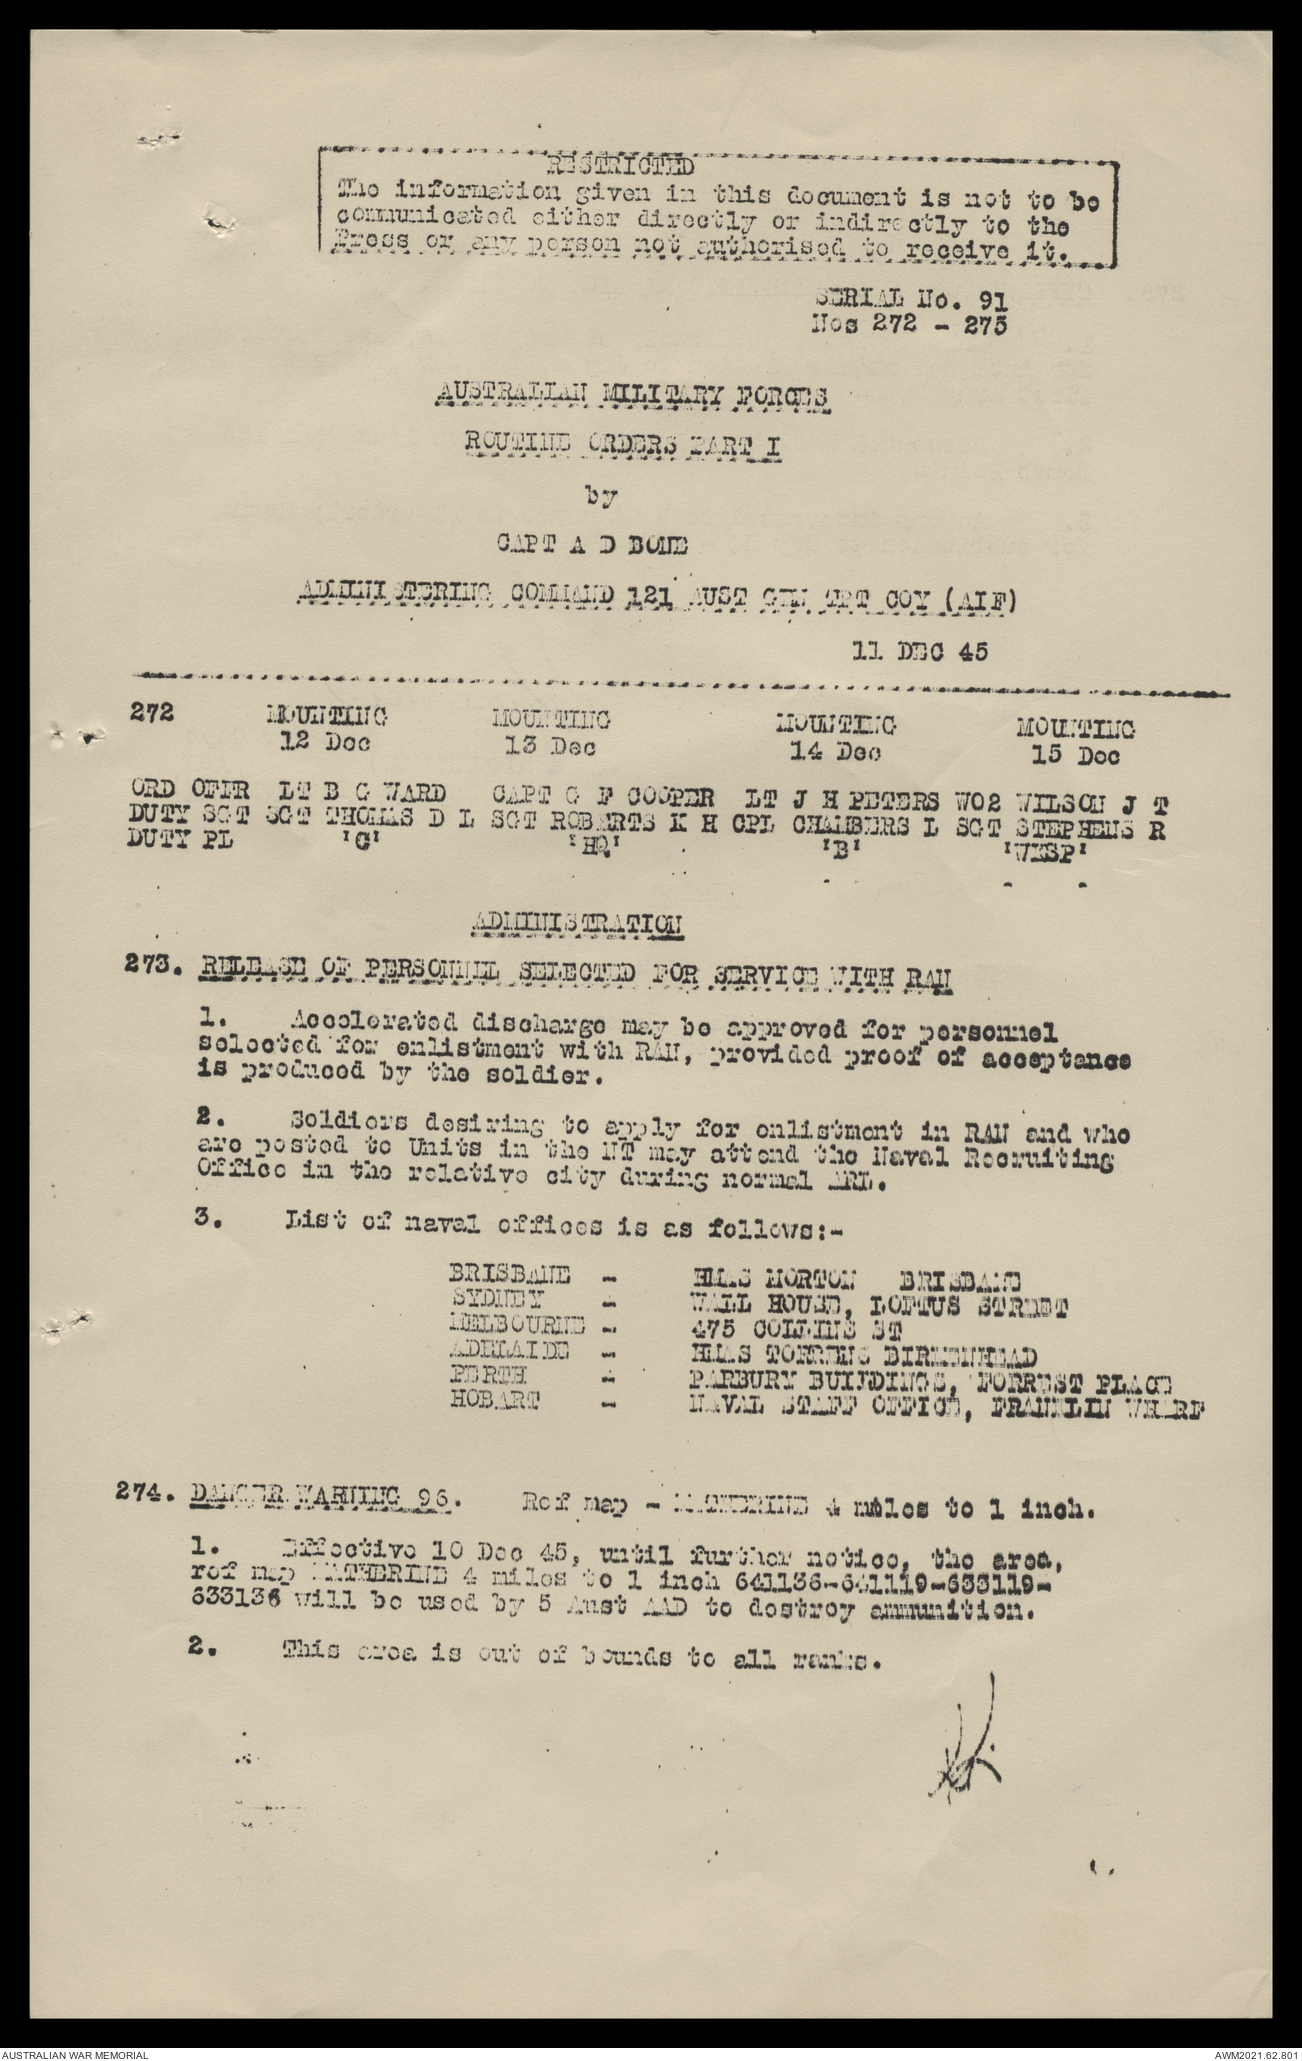 RESTRICTED
The information given in this document is not to be
communicated either directly or indirectly to the
Press or any person not authorised to receive it.
SERIAL No. 91
Nos 272 - 275
AUSTRALIAN MILITARY FORCES
ROUTINE ORDERS PART I
by
CAPT A D BONE
ADMINISTERING COMMAND 121 AUST GEN TPT COY (AIF)
11 DEC 45
272 MOUNTING MOUNTING MOUNTING MOUNTING
12 Dec 13 Dec 14 Dec 15 Dec
ORD OFFR LT B G WARD CAPT G F COOPER LT J H PETERS WO2 WILSON J T
DUTY SGT SGT THOMAS D L SGT ROBERTS K H CPL CHAMBERS L SGT STEPHENS R
DUTY PL 'C' 'HQ' 'B' 'WKSP'
ADMINISTRATION
273. RELEASE OF PERSONNEL SELECTED FOR SERVICE WITH RAN
1. Accelerated discharge may be approved for personnel
selected for enlistment with RAN, provided proof of acceptance
is produced by the soldier.
2. Soldiers desiring to apply for enlistment in RAN and who
are posted to Units in the NT may attend the Naval Recruiting
Office in the relative city during normal ARL.
3. List of naval offices is as follows:-
BRISBANE - HMAS MORTON BRISBANE
SYDNEY - WALL HOUSE, LOFTUS STREET
MELBOURNE - 475 COLLINS ST
ADELAIDE - HMAS TORRENS BIRKENHEAD
PERTH - PARBURY BUILDINGS, FORREST PLACE
HOBART - NAVAL STAFF OFFICE, FRANKLIN WHARF
274. DANGER WARNING 96. Ref map - KATHERINE 4 miles to 1 inch.
1. Effective 10 Dec 45, until further notice, the area,
ref map KATHERINE 4 miles to 1 inch 641136-641119-633119-
633136 will be used by 5 Aust AAD to destroy ammunition.
2. This area is out of bounds to all ranks.
AUSTRALIAN WAR MEMORIAL
AWM2021.62.801